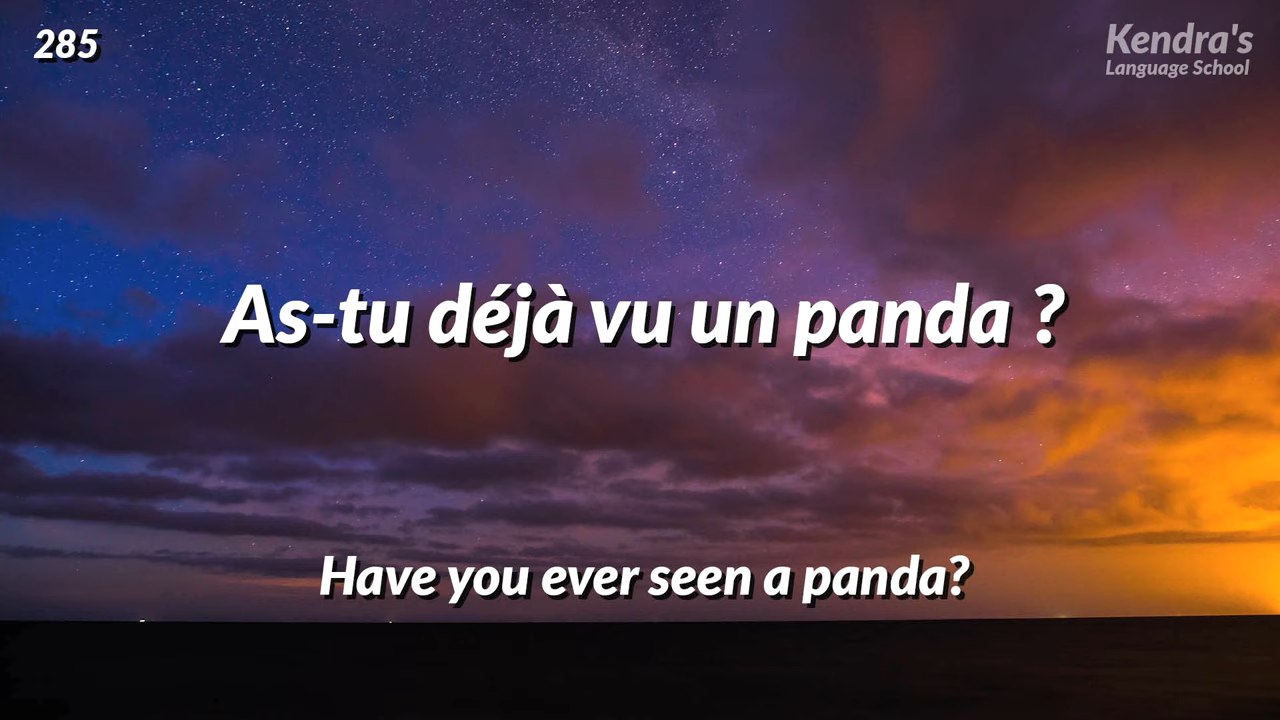 285
Kendra's
Language School
As-tu déjà vu un panda ?
Have you ever seen a panda?